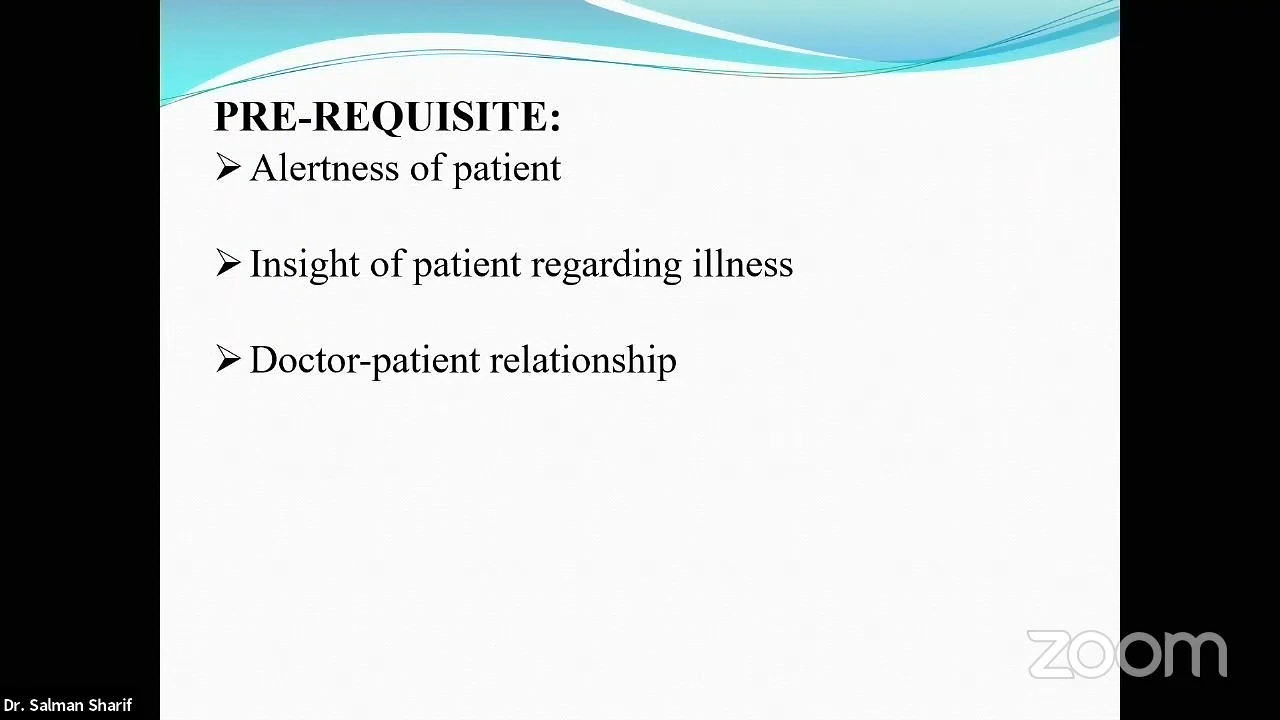 PRE-REQUISITE:
➢ Alertness of patient
➢ Insight of patient regarding illness
➢ Doctor-patient relationship
zoom
Dr. Salman Sharif